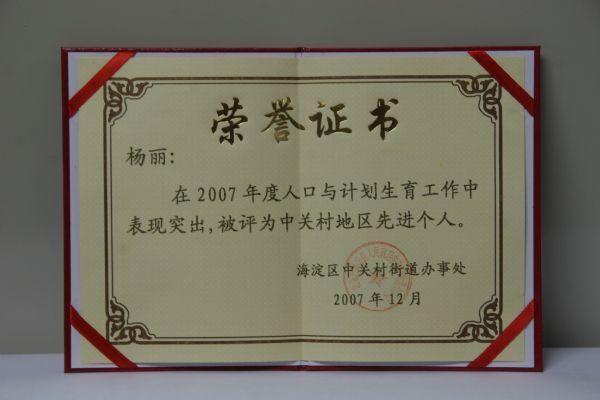 荣誉证书
杨丽：
在2007年度人口与计划生育工作中
表现突出，被评为中关村地区先进个人。
海淀区中关村街道办事处
2007年12月